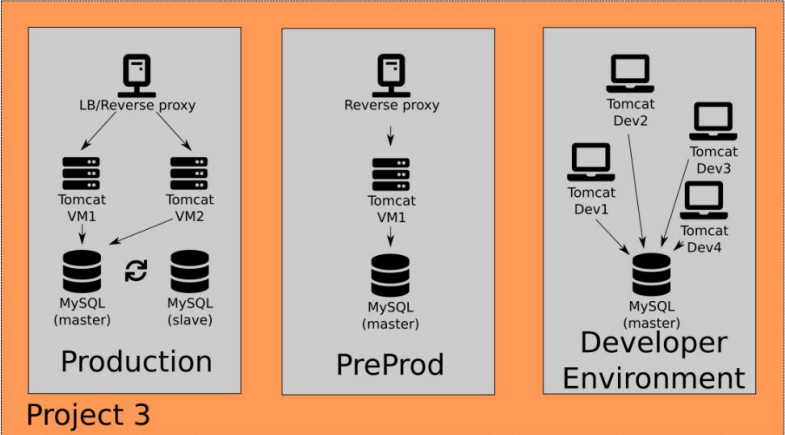 LB/Reverse proxy
Tomcat
VM1
Tomcat
VM2
MySQL
(master)
MySQL
(slave)
Production
Reverse proxy
Tomcat
VM1
MySQL
(master)
PreProd
Tomcat
Dev2
Tomcat
Dev3
Tomcat
Dev1
Tomcat
Dev4
MySQL
(master)
Developer
Environment
Project 3